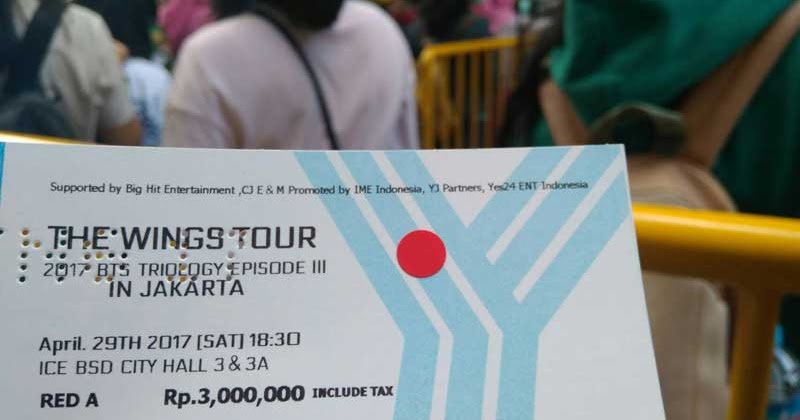 Supported by Big Hit Entertainment ,CJ E & M Promoted by IME Indonesia, YJ Partners, Yes24 ENT Indonesia
THE WINGS TOUR
2017 BTS TRIOLOGY EPISODE III
IN JAKARTA
April. 29TH 2017 [SAT] 18:30
ICE BSD CITY HALL 3 & 3A
RED A Rp.3,000,000 INCLUDE TAX